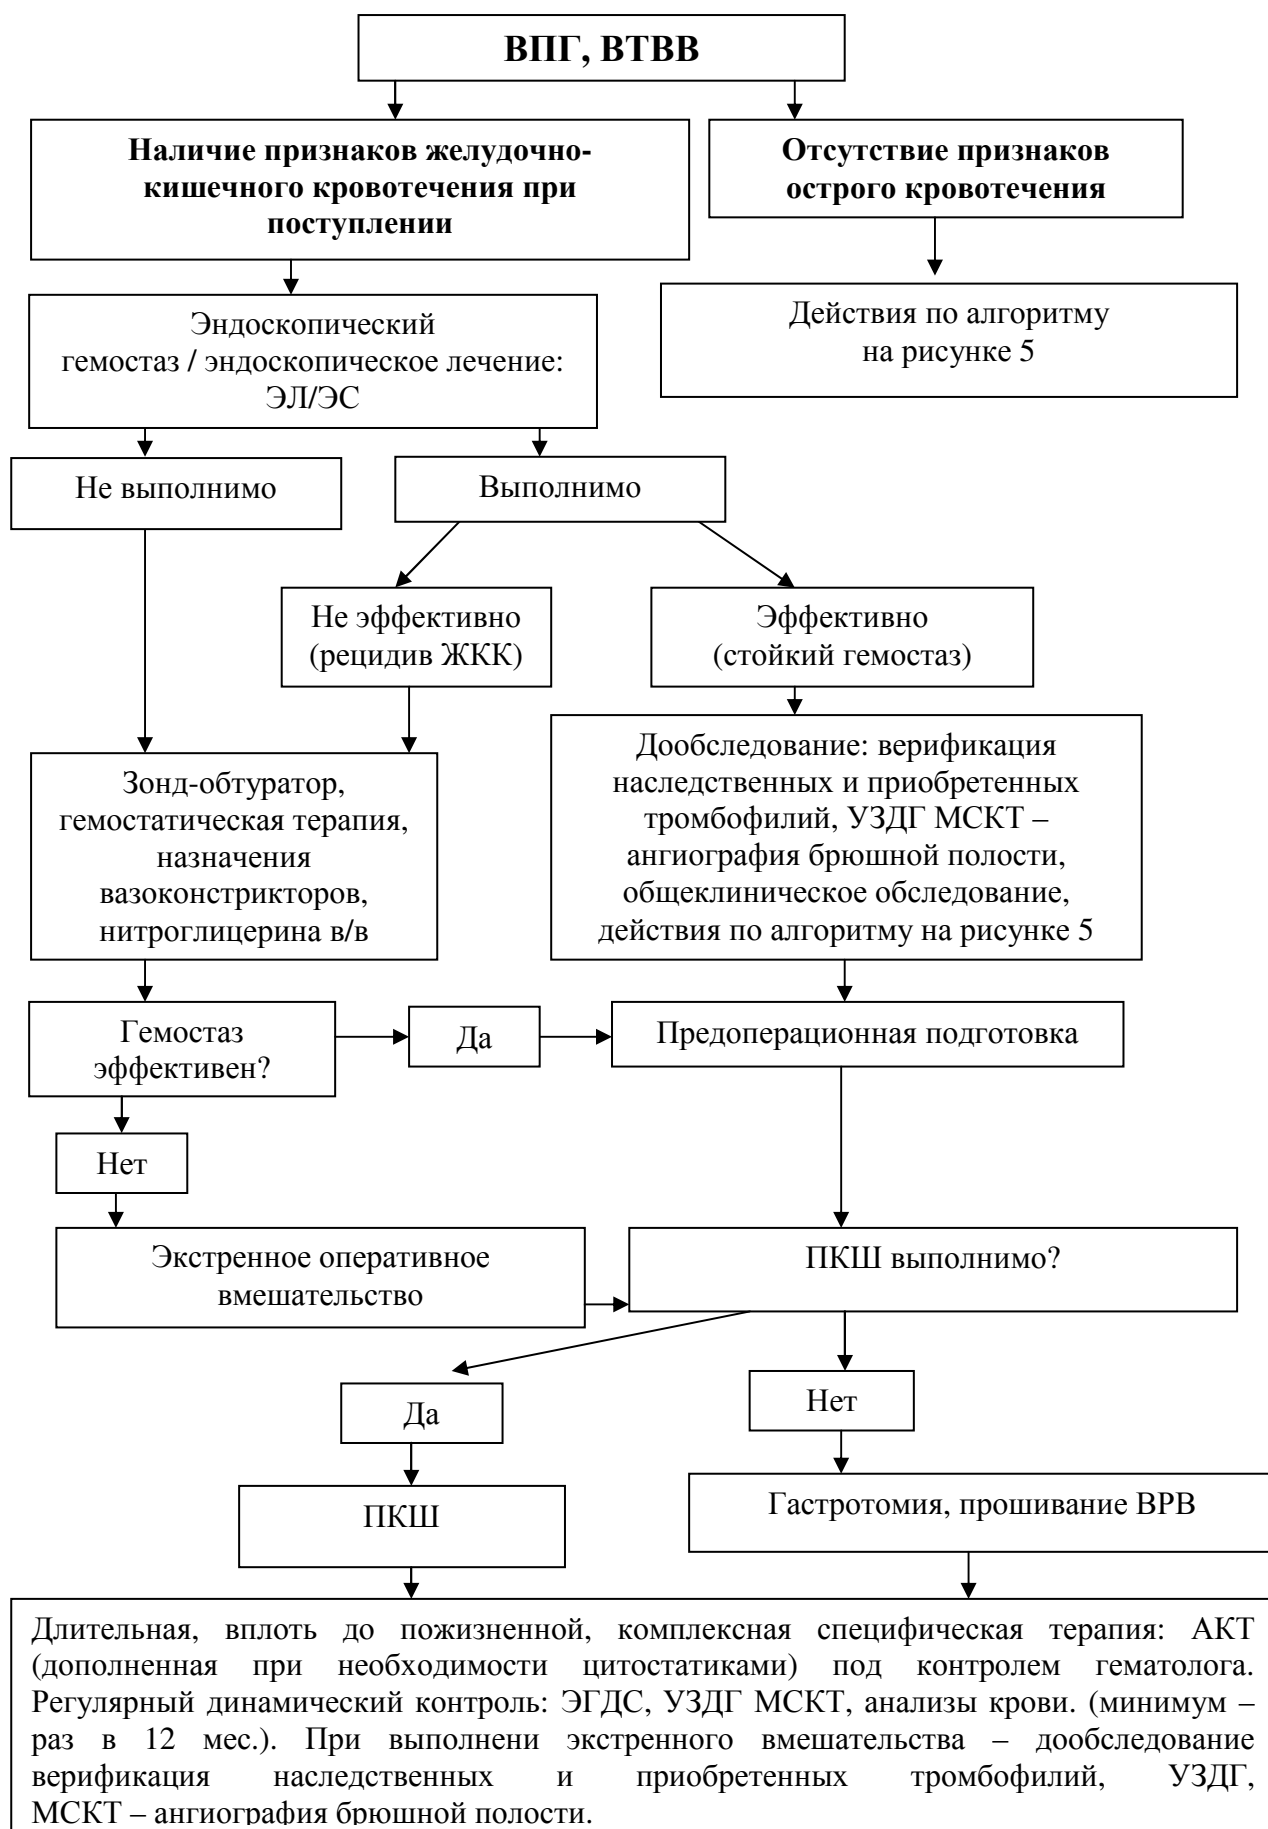 ВПГ, ВТВВ
Наличие признаков желудочно-
кишечного кровотечения при
поступлении
Отсутствие признаков
острого кровотечения
Эндоскопический
гемостаз / эндоскопическое лечение:
ЭЛ/ЭС
Действия по алгоритму
на рисунке 5
Не выполнимо
Выполнимо
Не эффективно
(рецидив ЖКК)
Эффективно
(стойкий гемостаз)
Зонд-обтуратор,
гемостатическая терапия,
назначения
вазоконстрикторов,
нитроглицерина в/в
Дообследование: верификация
наследственных и приобретенных
тромбофилий, УЗДГ МСКТ –
ангиография брюшной полости,
общеклиническое обследование,
действия по алгоритму на рисунке 5
Гемостаз
эффективен?
Да
Предоперационная подготовка
Нет
Экстренное оперативное
вмешательство
ПКШ выполнимо?
Да
Нет
ПКШ
Гастротомия, прошивание ВРВ
Длительная, вплоть до пожизненной, комплексная специфическая терапия: АКТ
(дополненная при необходимости цитостатиками) под контролем гематолога.
Регулярный динамический контроль: ЭГДС, УЗДГ МСКТ, анализы крови. (минимум –
раз в 12 мес.). При выполнени экстренного вмешательства – дообследование
верификация наследственных и приобретенных тромбофилий, УЗДГ,
МСКТ – ангиография брюшной полости.